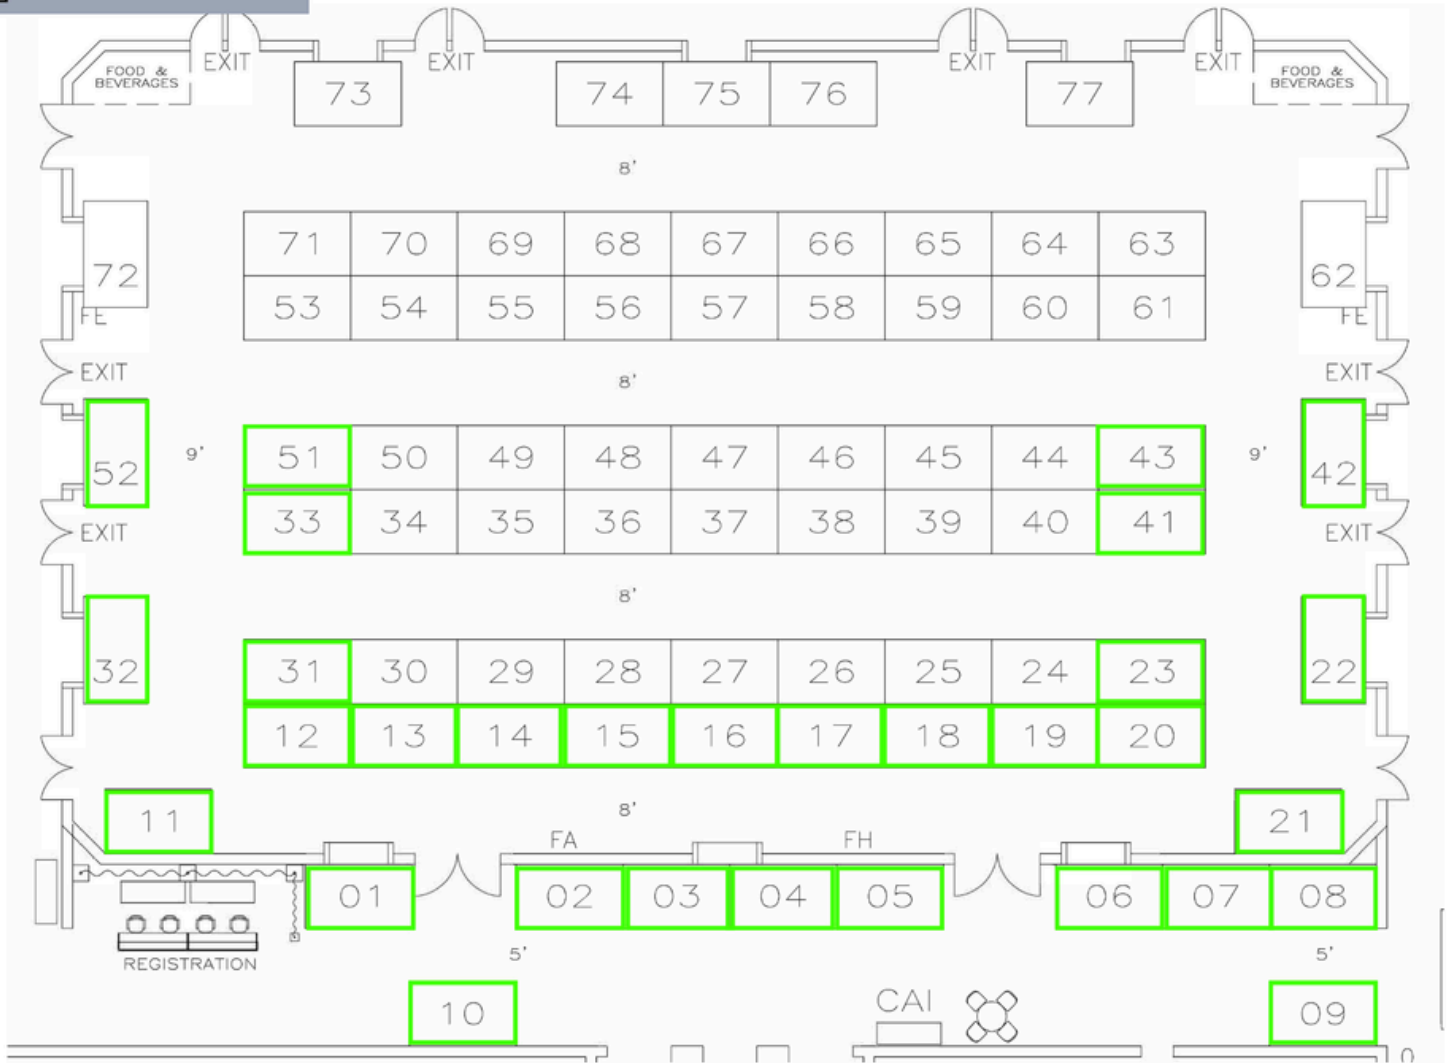 EXIT EXIT EXIT EXIT
FOOD & BEVERAGES
FOOD & BEVERAGES
73 74 75 76 77
8'
71 70 69 68 67 66 65 64 63
72 62
53 54 55 56 57 58 59 60 61
FE FE
EXIT EXIT
8'
51 50 49 48 47 46 45 44 43
9' 9'
52 42
33 34 35 36 37 38 39 40 41
EXIT EXIT
8'
31 30 29 28 27 26 25 24 23
32 22
12 13 14 15 16 17 18 19 20
8'
11 21
FA FH
01 02 03 04 05 06 07 08
5' 5'
REGISTRATION
CAI
10 09